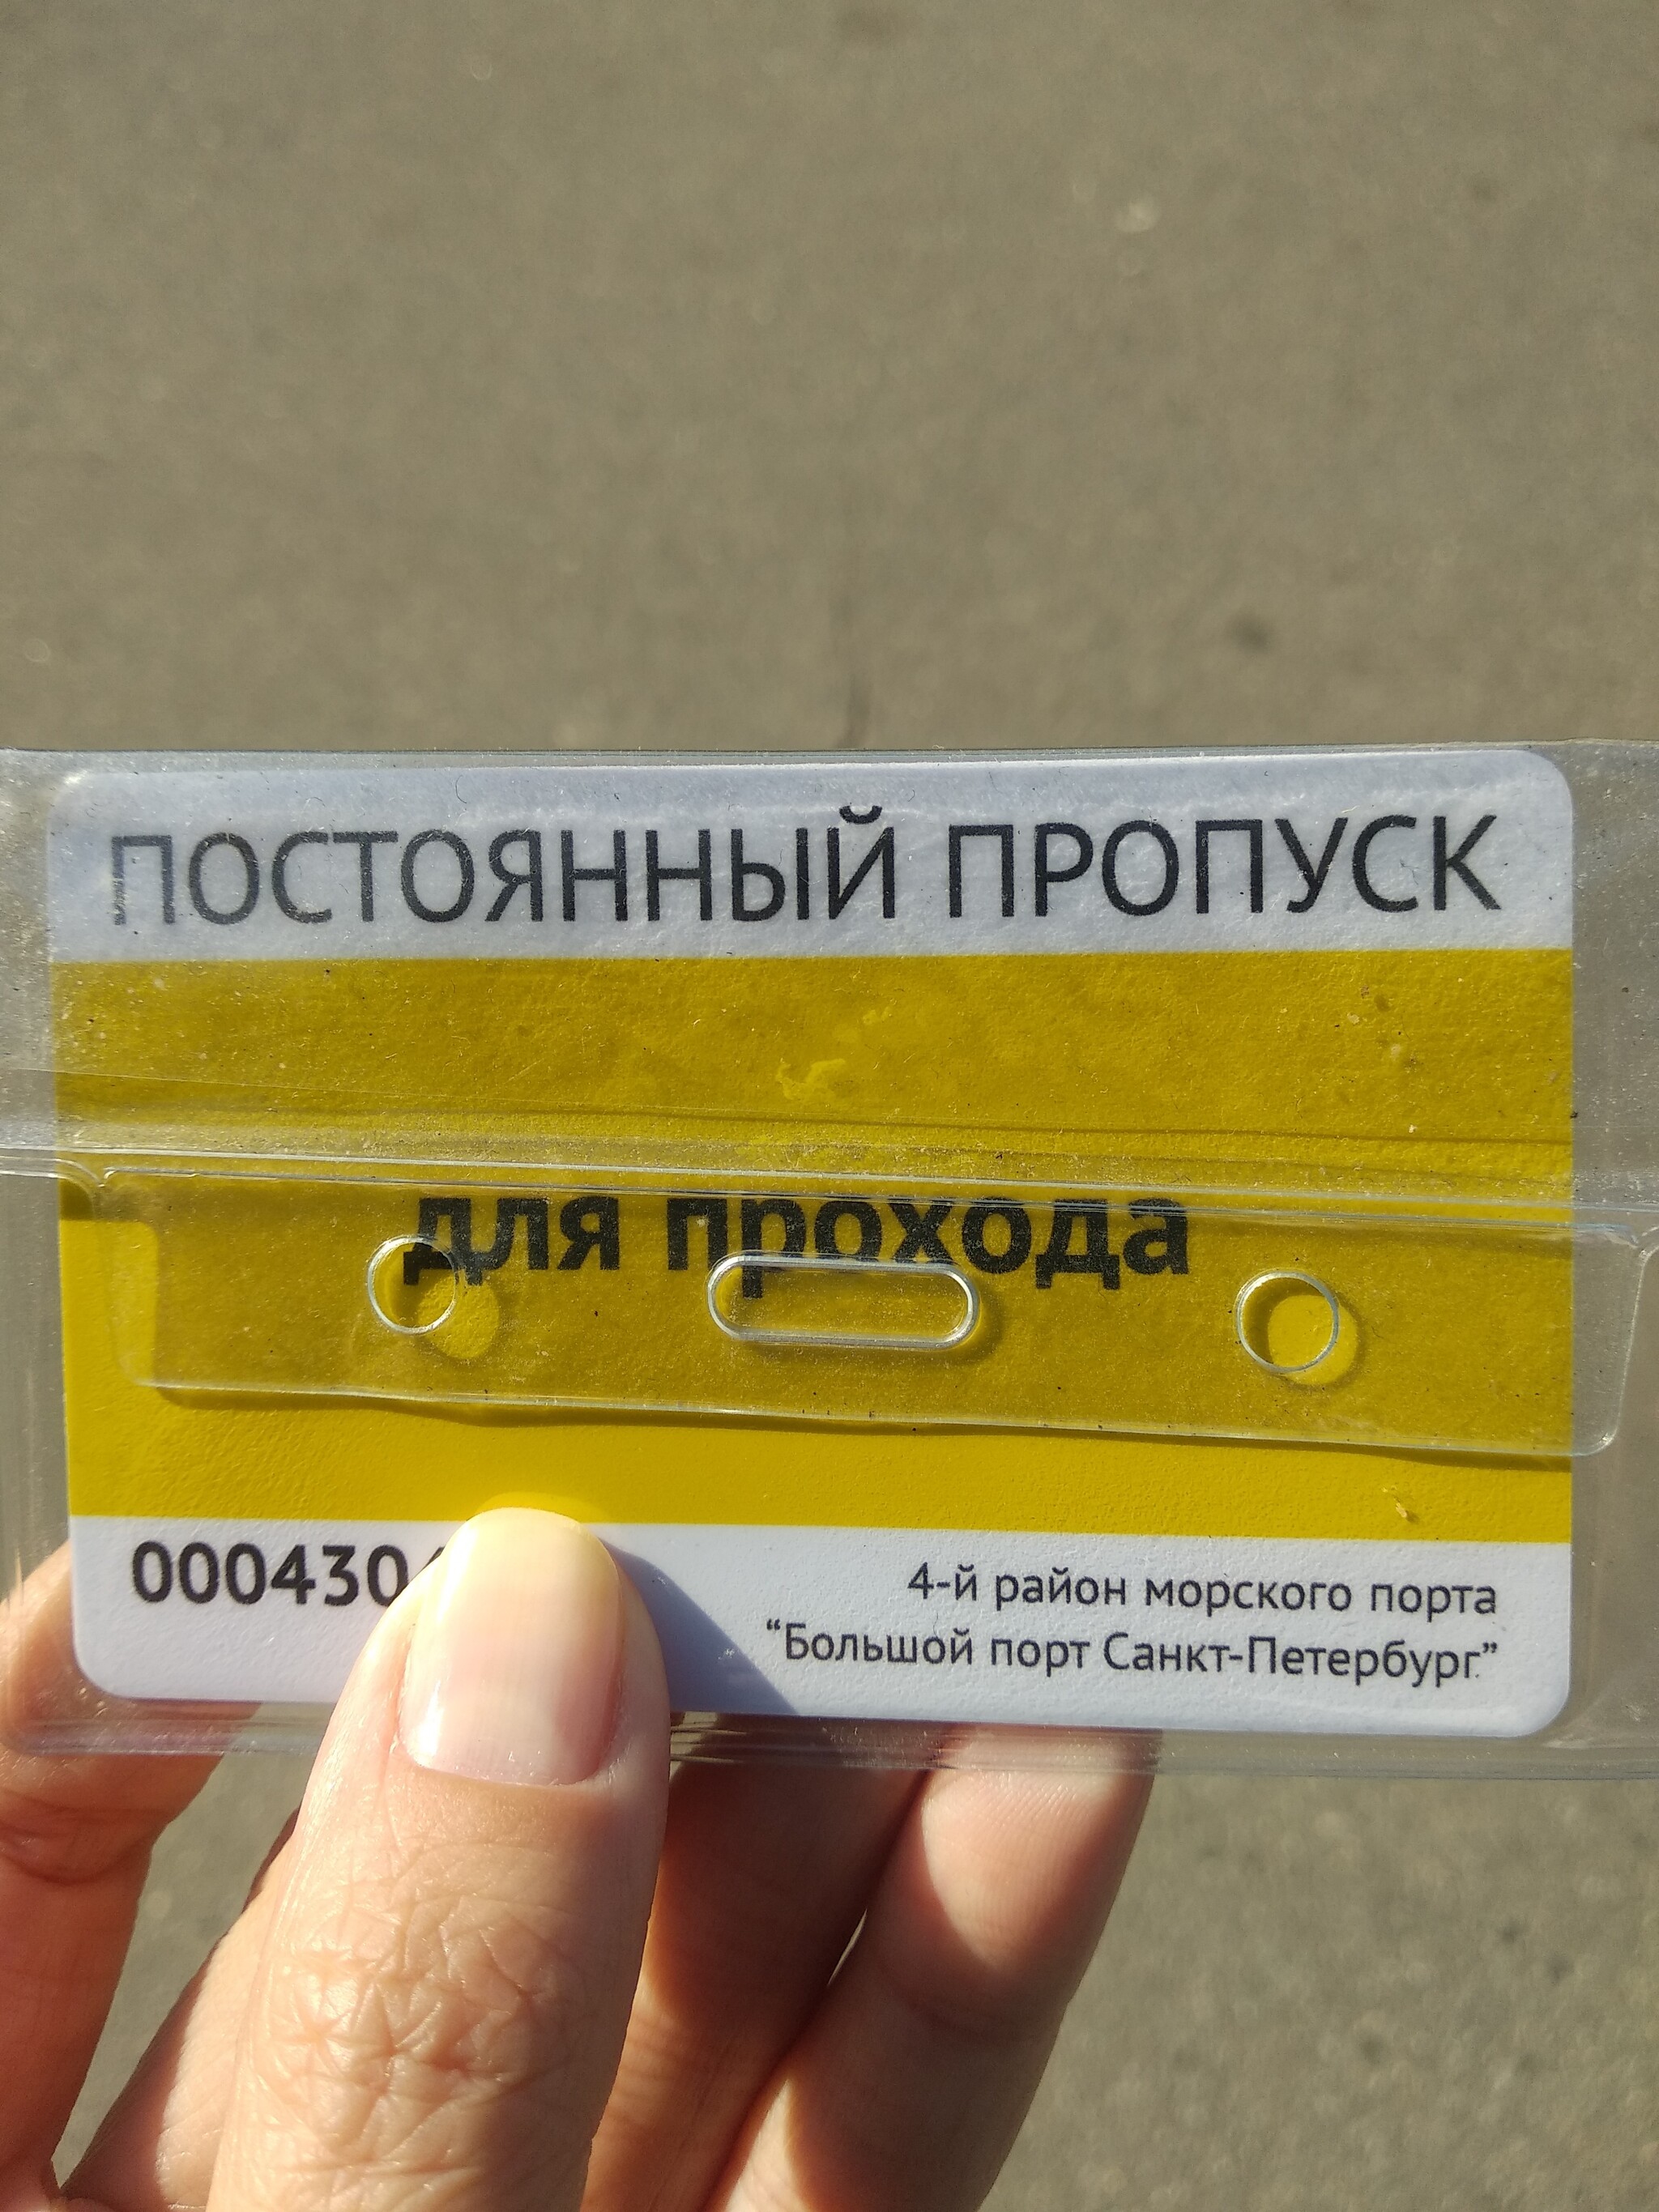 ПОСТОЯННЫЙ ПРОПУСК
для прохода
4-й район морского порта
“Большой порт Санкт-Петербург”